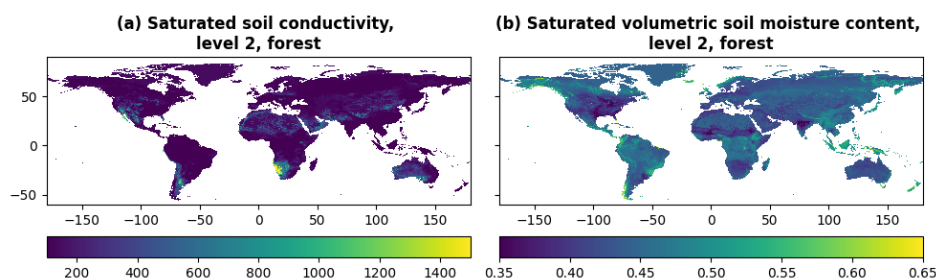 (a) Saturated soil conductivity,
level 2, forest
(b) Saturated volumetric soil moisture content,
level 2, forest
50
0
−50
−150 −100 −50 0 50 100 150
−150 −100 −50 0 50 100 150
200 400 600 800 1000 1200 1400
0.35 0.40 0.45 0.50 0.55 0.60 0.65